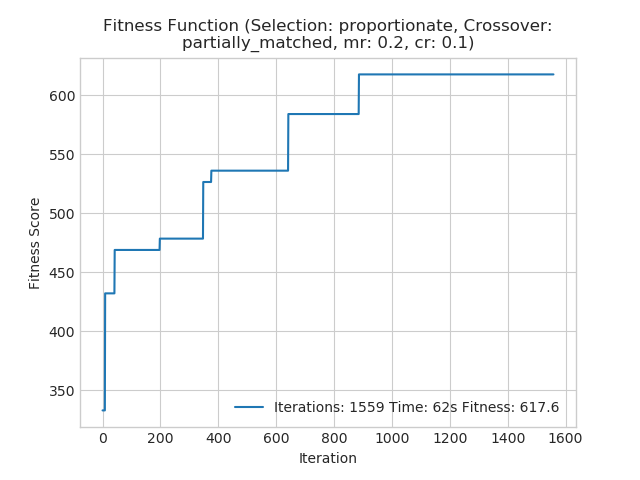 Fitness Function (Selection: proportionate, Crossover:
partially_matched, mr: 0.2, cr: 0.1)
Fitness Score
600
550
500
450
400
350
Iterations: 1559 Time: 62s Fitness: 617.6
0 200 400 600 800 1000 1200 1400 1600
Iteration